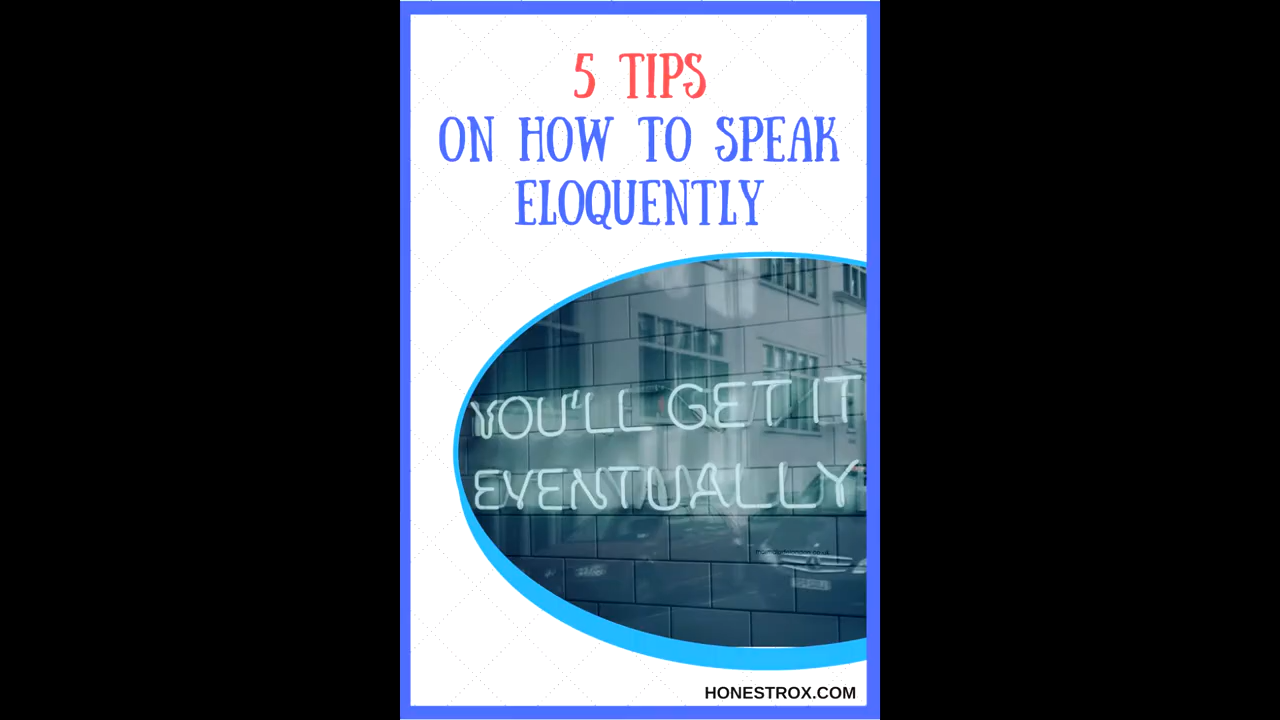 5 TIPS
ON HOW TO SPEAK
ELOQUENTLY
YOU'LL GET IT
EVENTUALLY
HONESTROX.COM